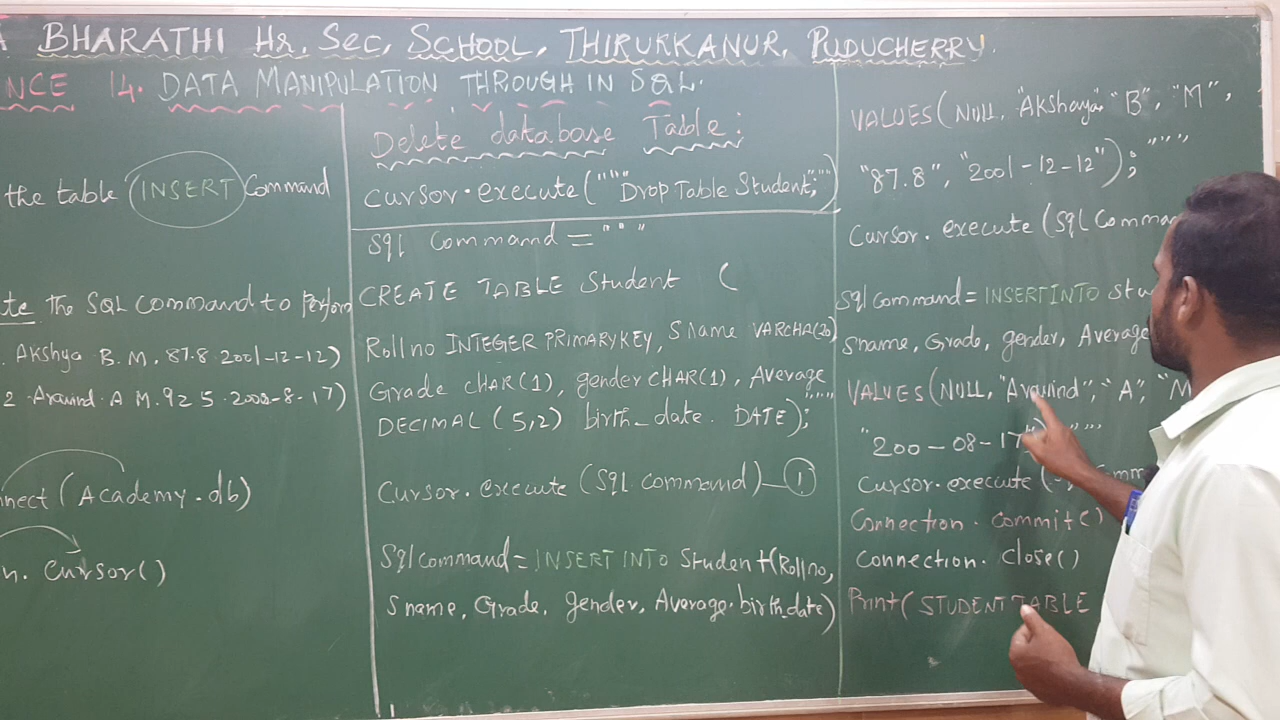 BHARATHI Hr, Sec, SCHOOL, THIRUKKANUR, PUDUCHERRY.
NCE 14. DATA MANIPULATION THROUGH IN SQL.
the table (INSERT) Command
te the SQL command to perform
. Akshya B. M, 87.8 2001-12-12)
2 Aravind. A M. 92 5. 2000-8-17)
nnect (Academy.db)
n. Cursor()
Delete database Table:
cursor.execute("""Drop Table Student;""")
Sql Command = """
CREATE TABLE Student (
Rollno INTEGER PRIMARYKEY, Sname VARCHA(20),
Grade CHAR(1), gender CHAR(1), Average
DECIMAL (5,2) birth_date. DATE); """
Cursor.execute (SQL command) — 1
Sql Command = INSERT INTO Student(Rollno,
Sname, Grade, gender, Average, birth_date)
VALUES (NULL, "Akshaya" "B", "M",
"87.8", "2001-12-12"); """
Cursor.execute (SQL Comma
Sql Command = INSERT INTO Stu
Sname, Grade, gender, Average
VALUES (NULL, "Aravind", "A", "M
"200-08-17") """
Cursor.execute ( omm
Connection. Commit()
Connection. Close()
Print( STUDENT TABLE